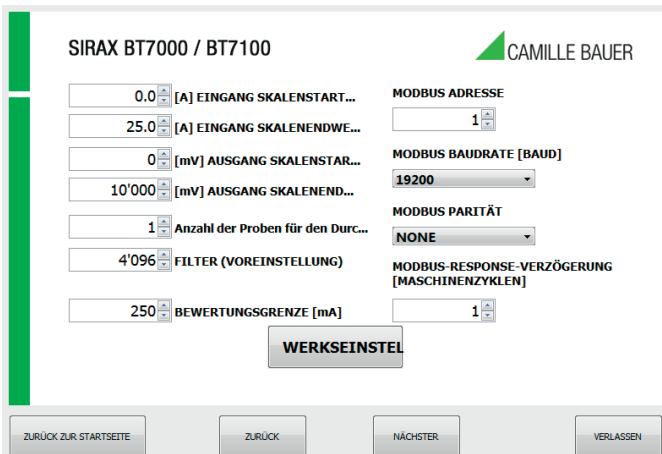 SIRAX BT7000 / BT7100
CAMILLE BAUER
0.0 [A] EINGANG SKALENSTART...
25.0 [A] EINGANG SKALENENDWE...
0 [mV] AUSGANG SKALENSTAR...
10'000 [mV] AUSGANG SKALENEND...
1 Anzahl der Proben für den Durc...
4'096 FILTER (VOREINSTELLUNG)
250 BEWERTUNGSGRENZE [mA]
MODBUS ADRESSE
1
MODBUS BAUDRATE [BAUD]
19200
MODBUS PARITÄT
NONE
MODBUS-RESPONSE-VERZÖGERUNG
[MASCHINENZYKLEN]
1
WERKSEINSTEL
ZURÜCK ZUR STARTSEITE
ZURÜCK
NÄCHSTER
VERLASSEN